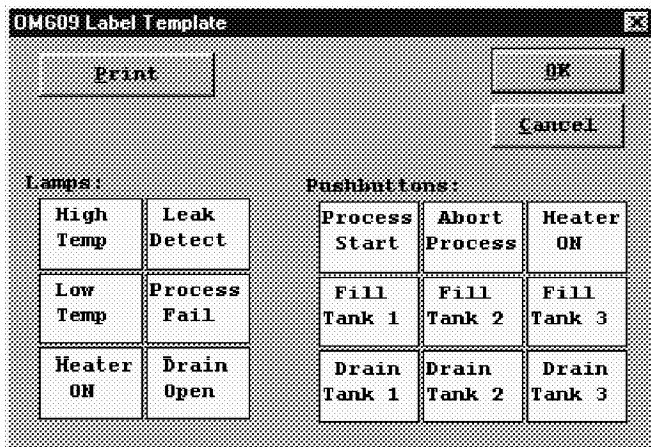 OM609 Label Template
Print
OK
Cancel
Lamps:
High Temp
Leak Detect
Low Temp
Process Fail
Heater ON
Drain Open
Pushbuttons:
Process Start
Abort Process
Heater ON
Fill Tank 1
Fill Tank 2
Fill Tank 3
Drain Tank 1
Drain Tank 2
Drain Tank 3